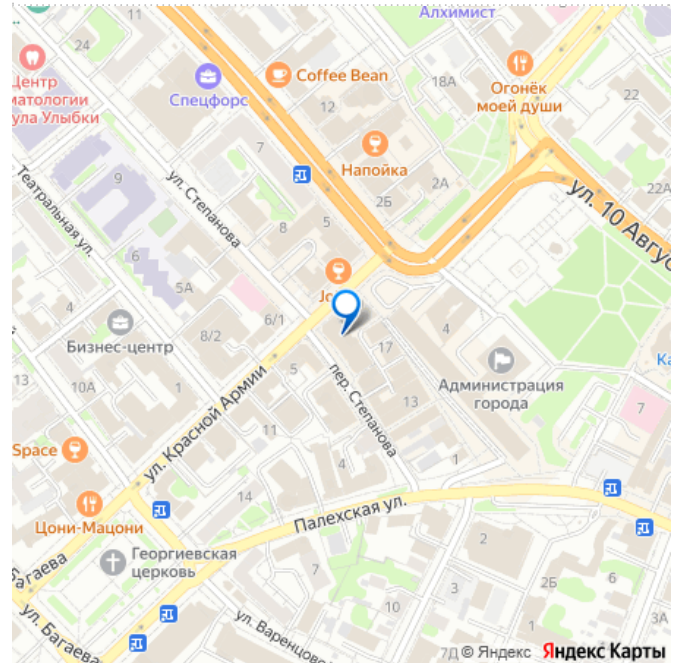 11
Алхимист
24
Центр
матологии
ула Улыбки
Спецфорс
Coffee Bean
12
18А
Огонёк
моей души
22
7
Напойка
2А
2Б
22А
9
ул. Степанова
Театральная ул.
8
5
ул. 10 Авгус
6
5А
Jo
6/1
Бизнес-центр
8/2
4
17
4
Администрация
города
Ка
13
10А
1
5
ул. Красной Армии
пер. Степанова
13
7
11
Space
4
1
14
Цони-Мацони
Палехская ул.
2
Георгиевская
церковь
Багаева
7
3
2Б
6
ул. Багаева
ул. Варенцово
10
3А
7Д
© Яндекс Яндекс Карты